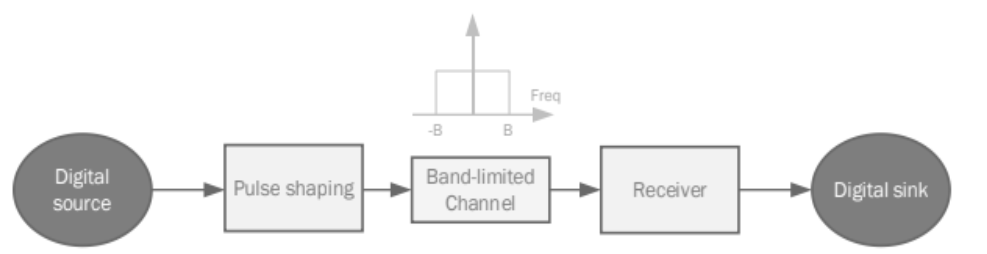 Freq
-B
B
Digital
source
Pulse shaping
Band-limited
Channel
Receiver
Digital sink